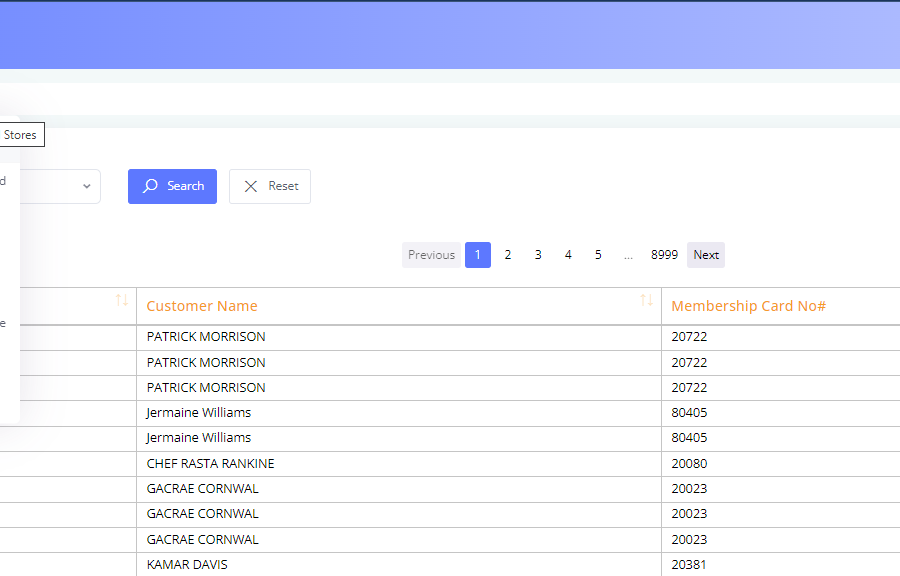 Stores
d
Search Reset
Previous 1 2 3 4 5 ... 8999 Next
e
Customer Name Membership Card No#
PATRICK MORRISON 20722
PATRICK MORRISON 20722
PATRICK MORRISON 20722
Jermaine Williams 80405
Jermaine Williams 80405
CHEF RASTA RANKINE 20080
GACRAE CORNWAL 20023
GACRAE CORNWAL 20023
GACRAE CORNWAL 20023
KAMAR DAVIS 20381